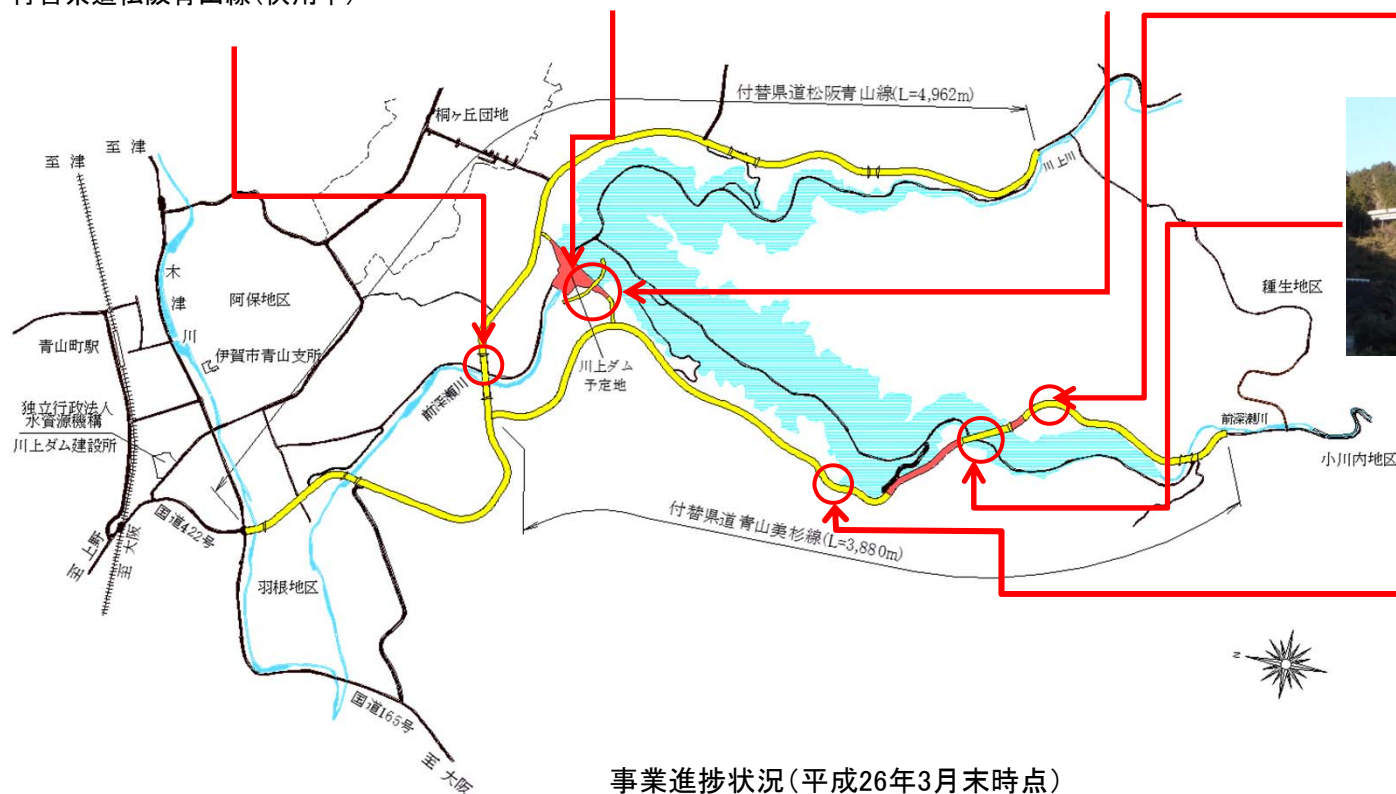 付替県道松阪青山線(L=4,962m)
桐ヶ丘団地
至 津
至 津
川上川
木津川
阿保地区
種生地区
青山町駅
伊賀市青山支所
川上ダム
予定地
前深瀬川
独立行政法人
水資源機構
川上ダム建設所
前深瀬川
小川内地区
国道422号
付替県道青山美杉線(L=3,880m)
至 上野
至 大阪
羽根地区
N
国道165号
至 大阪
事業進捗状況(平成26年3月末時点)